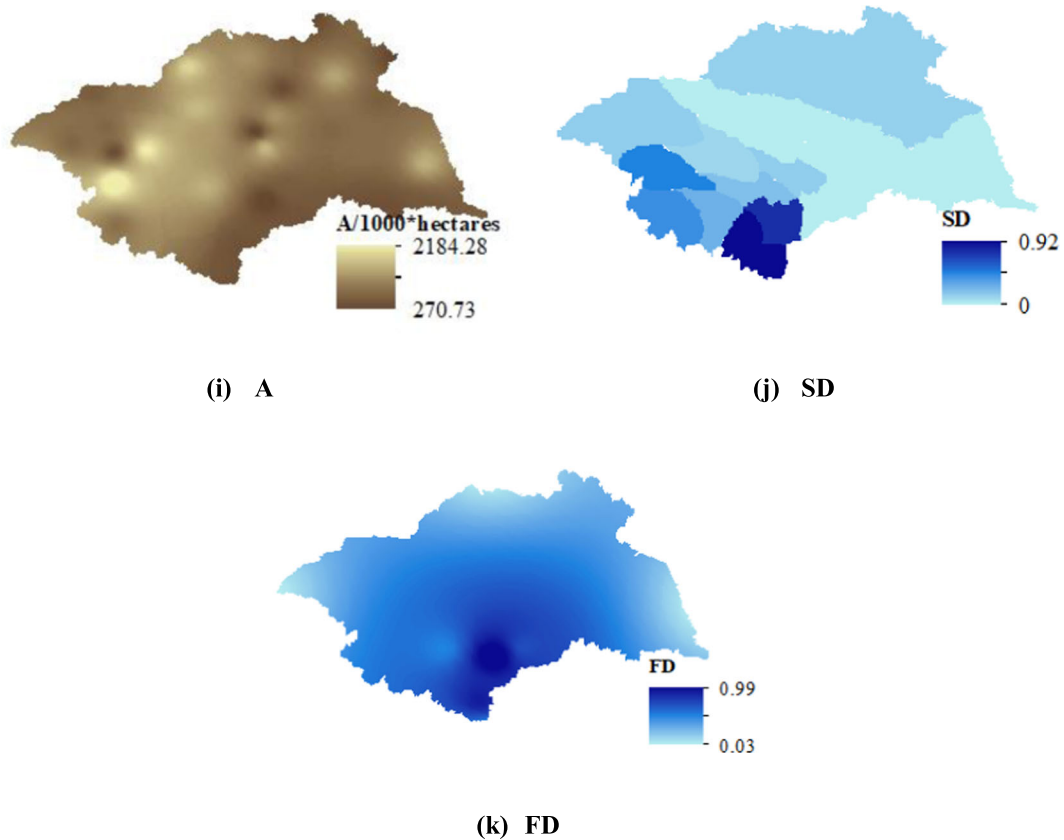 A/1000*hectares
2184.28
270.73
(i) A
SD
0.92
0
(j) SD
FD
0.99
0.03
(k) FD